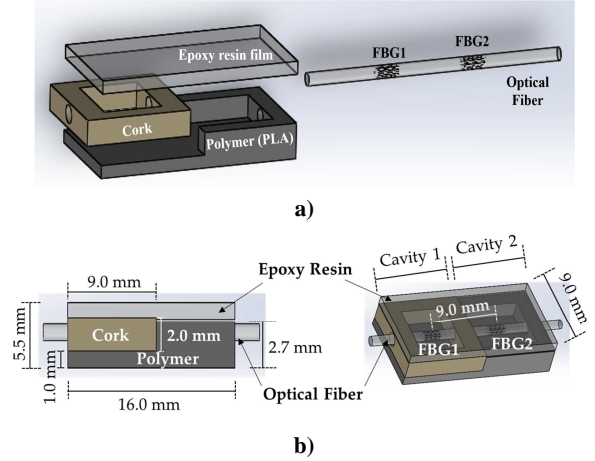 Epoxy resin film
FBG1
FBG2
Optical
Fiber
Cork
Polymer (PLA)
a)
9.0 mm
Epoxy Resin
Cavity 1
Cavity 2
9.0 mm
9.0 mm
5.5 mm
1.0 mm
Cork
2.0 mm
Polymer
2.7 mm
Optical Fiber
16.0 mm
FBG1
FBG2
b)